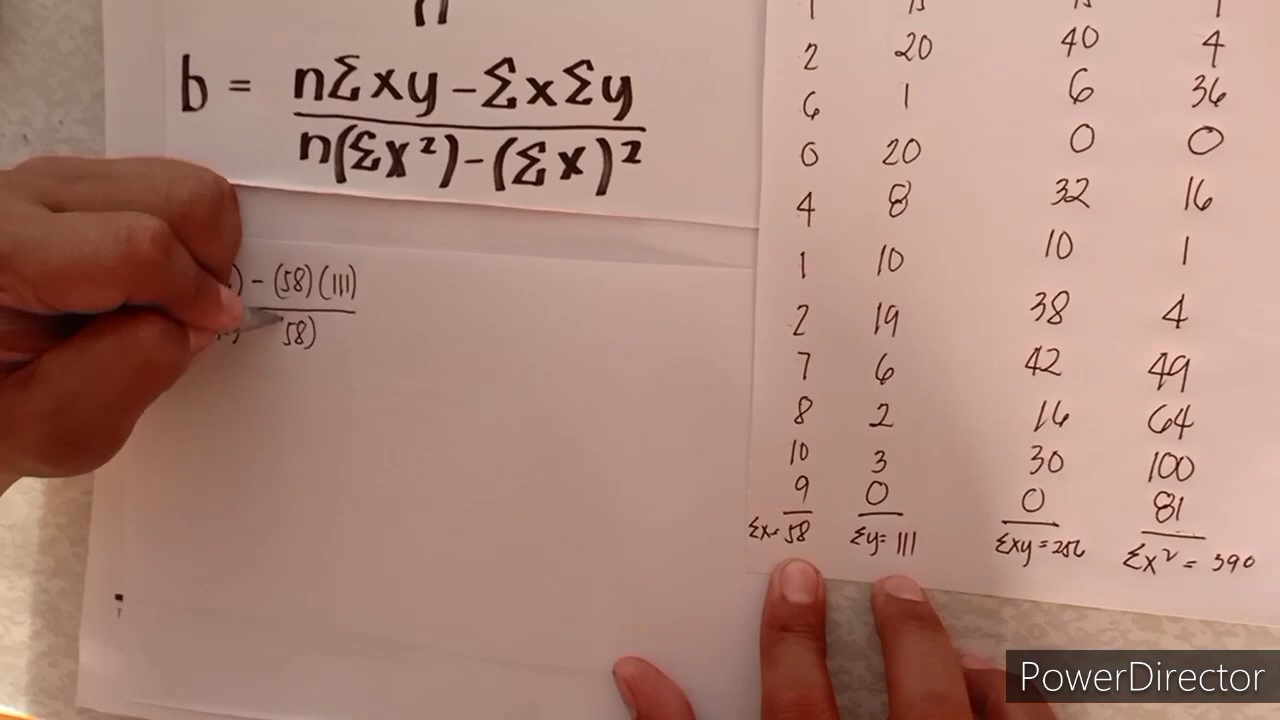 b = nΣxy - ΣxΣy
n(Σx²) - (Σx)²
) - (58)(111)
58)
2 20 40 4
6 1 6 36
0 20 0 0
4 8 32 16
1 10 10 1
2 19 38 4
7 6 42 49
8 2 16 64
10 3 30 100
9 0 0 81
Σx= 58 Σy= 111 Σxy = 256 Σx² = 390
PowerDirector